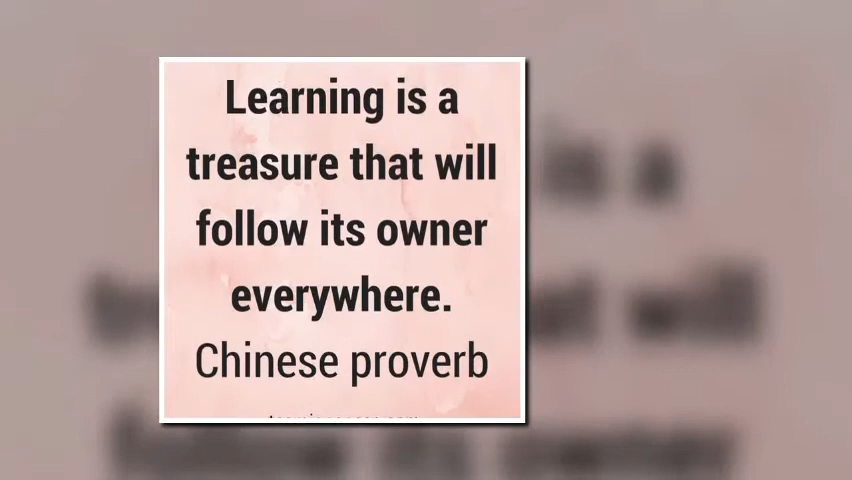 Learning is a
treasure that will
follow its owner
everywhere.
Chinese proverb